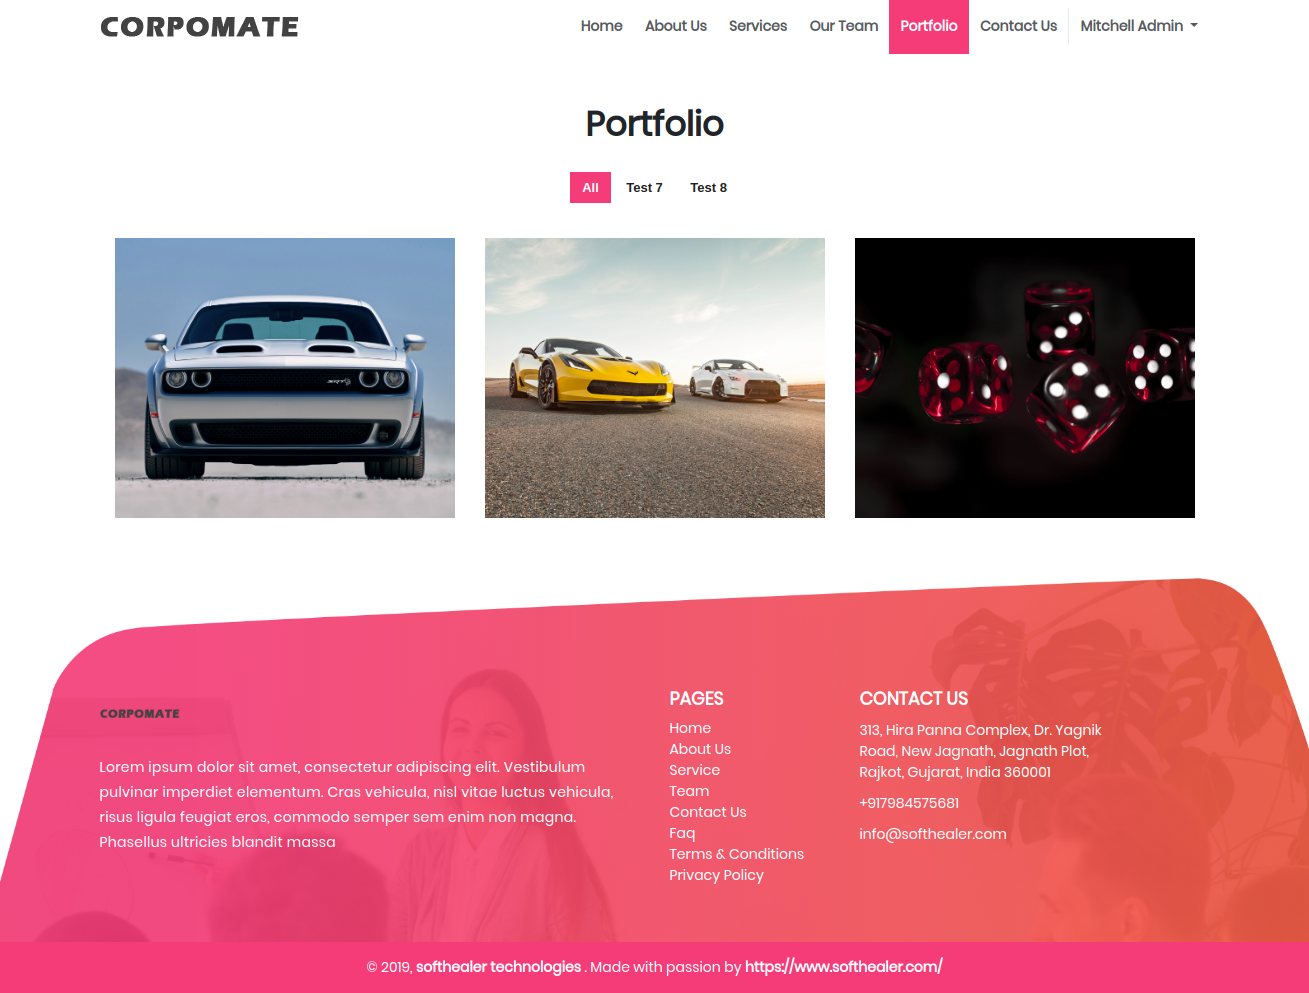 CORPOMATE
Home About Us Services Our Team Portfolio Contact Us Mitchell Admin
Portfolio
All Test 7 Test 8
SRT
CORPOMATE
Lorem ipsum dolor sit amet, consectetur adipiscing elit. Vestibulum
pulvinar imperdiet elementum. Cras vehicula, nisl vitae luctus vehicula,
risus ligula feugiat eros, commodo semper sem enim non magna.
Phasellus ultricies blandit massa
PAGES
Home
About Us
Service
Team
Contact Us
Faq
Terms & Conditions
Privacy Policy
CONTACT US
313, Hira Panna Complex, Dr. Yagnik
Road, New Jagnath, Jagnath Plot,
Rajkot, Gujarat, India 360001
+917984575681
info@softhealer.com
© 2019, softhealer technologies . Made with passion by https://www.softhealer.com/